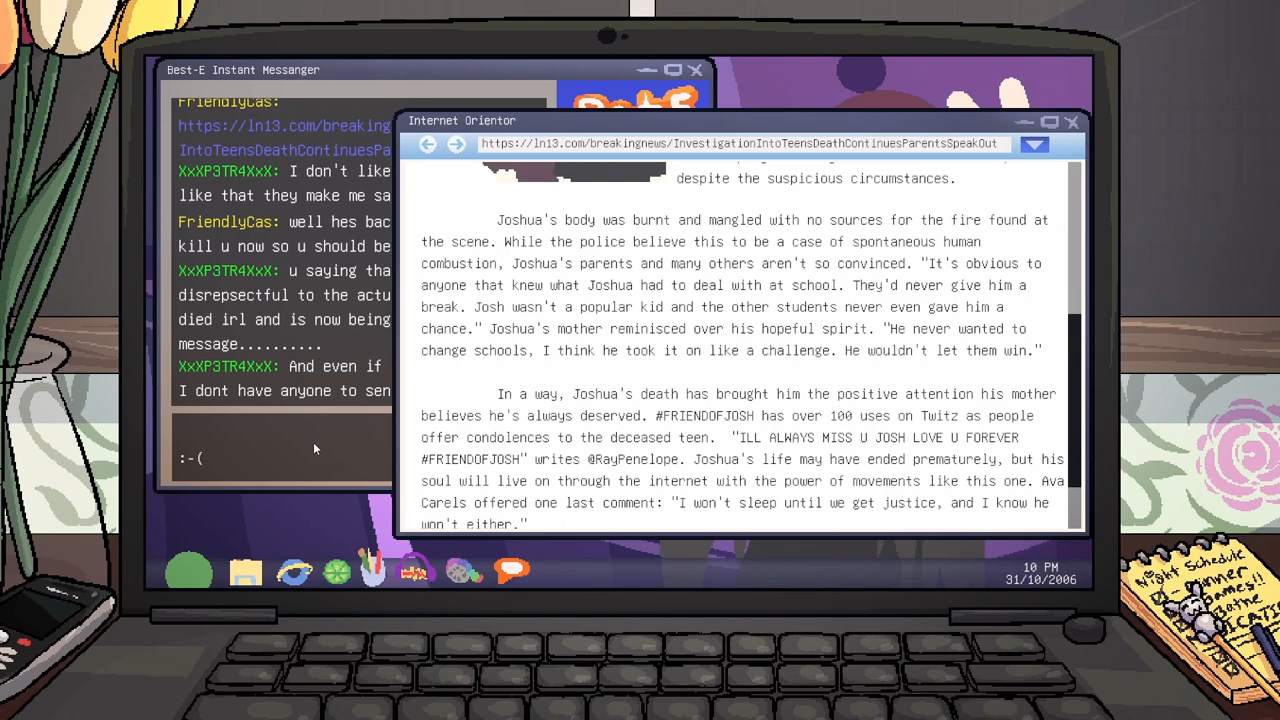 Best-E Instant Messanger
FriendlyCas:
https://ln13.com/breaking
IntoTeensDeathContinuesPa
XxXP3TR4XxX: I don't like
like that they make me sa
FriendlyCas: well hes bac
kill u now so u should be
XxXP3TR4XxX: u saying tha
disrepsectful to the actu
died irl and is now being
message..........
XxXP3TR4XxX: And even if
I dont have anyone to sen
:-(
Internet Orientor
https://ln13.com/breakingnews/InvestigationIntoTeensDeathContinuesParentsSpeakOut
despite the suspicious circumstances.
Joshua's body was burnt and mangled with no sources for the fire found at
the scene. While the police believe this to be a case of spontaneous human
combustion, Joshua's parents and many others aren't so convinced. "It's obvious to
anyone that knew what Joshua had to deal with at school. They'd never give him a
break. Josh wasn't a popular kid and the other students never even gave him a
chance." Joshua's mother reminisced over his hopeful spirit. "He never wanted to
change schools, I think he took it on like a challenge. He wouldn't let them win."
In a way, Joshua's death has brought him the positive attention his mother
believes he's always deserved. #FRIENDOFJOSH has over 100 uses on Twitz as people
offer condolences to the deceased teen. "ILL ALWAYS MISS U JOSH LOVE U FOREVER
#FRIENDOFJOSH" writes @RayPenelope. Joshua's life may have ended prematurely, but his
soul will live on through the internet with the power of movements like this one. Ava
Carels offered one last comment: "I won't sleep until we get justice, and I know he
won't either."
10 PM
31/10/2006
Night Schedule
Dinner
Games!!